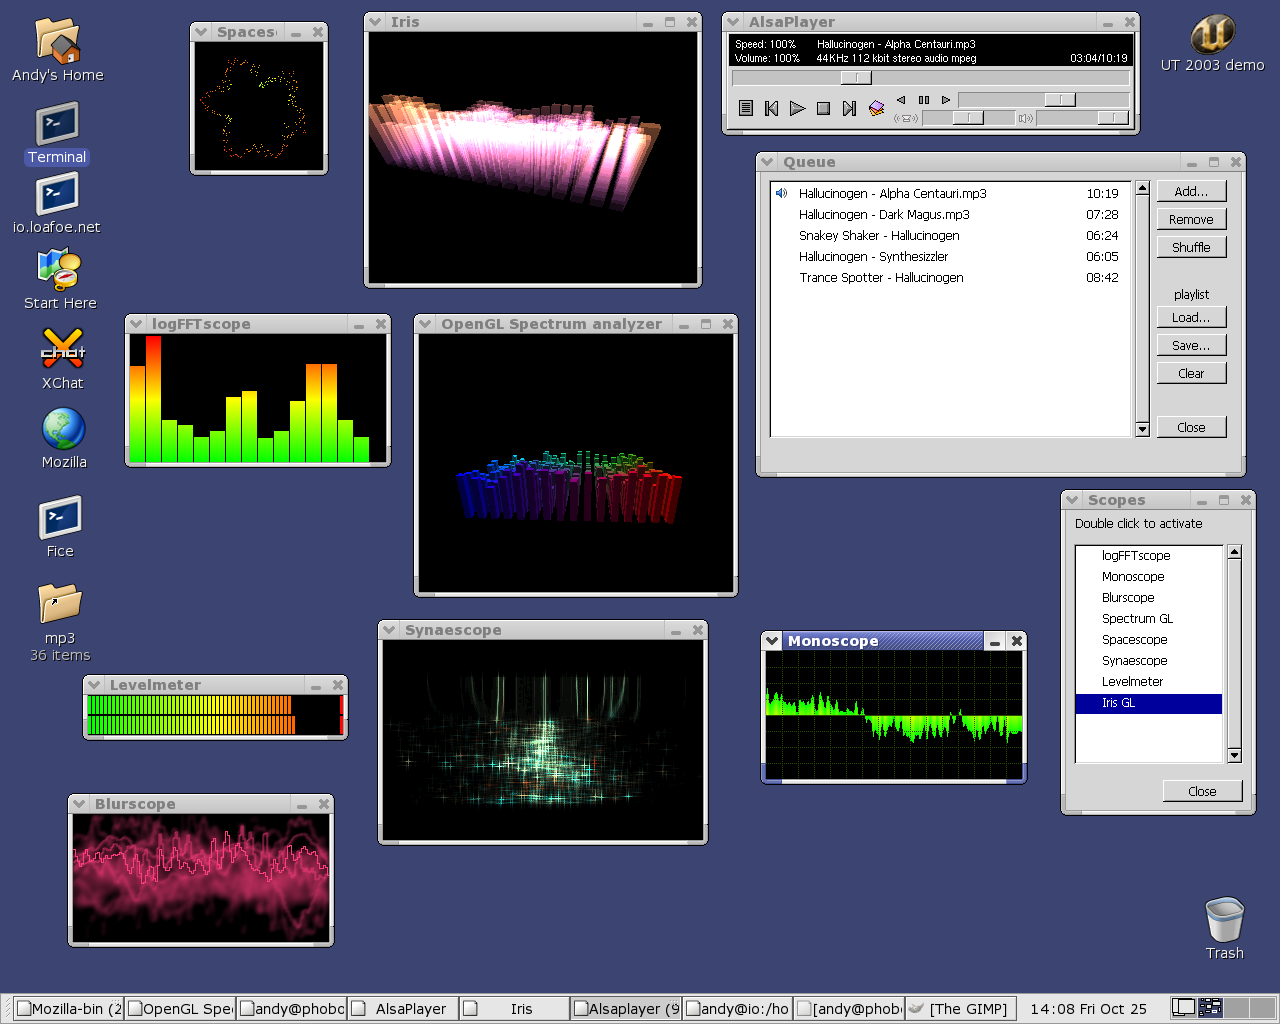 Andy's Home
Terminal
io.loafoe.net
Start Here
chat
XChat
Mozilla
Fice
mp3
36 items
Spaces
Iris
AlsaPlayer
Speed: 100% Hallucinogen - Alpha Centauri.mp3
Volume: 100% 44KHz 112 kbit stereo audio mpeg 03:04/10:19
UT 2003 demo
Queue
Hallucinogen - Alpha Centauri.mp3 10:19
Hallucinogen - Dark Magus.mp3 07:28
Snakey Shaker - Hallucinogen 06:24
Hallucinogen - Synthesizzler 06:05
Trance Spotter - Hallucinogen 08:42
Add...
Remove
Shuffle
playlist
Load...
Save...
Clear
Close
logFFTscope
OpenGL Spectrum analyzer
Scopes
Double click to activate
logFFTscope
Monoscope
Blurscope
Spectrum GL
Spacescope
Synaescope
Levelmeter
Iris GL
Close
Synaescope
Monoscope
Levelmeter
Blurscope
Trash
Mozilla-bin (2 OpenGL Spe andy@phobo AlsaPlayer Iris Alsaplayer (9 andy@io:/ho [andy@phob [The GIMP] 14:08 Fri Oct 25